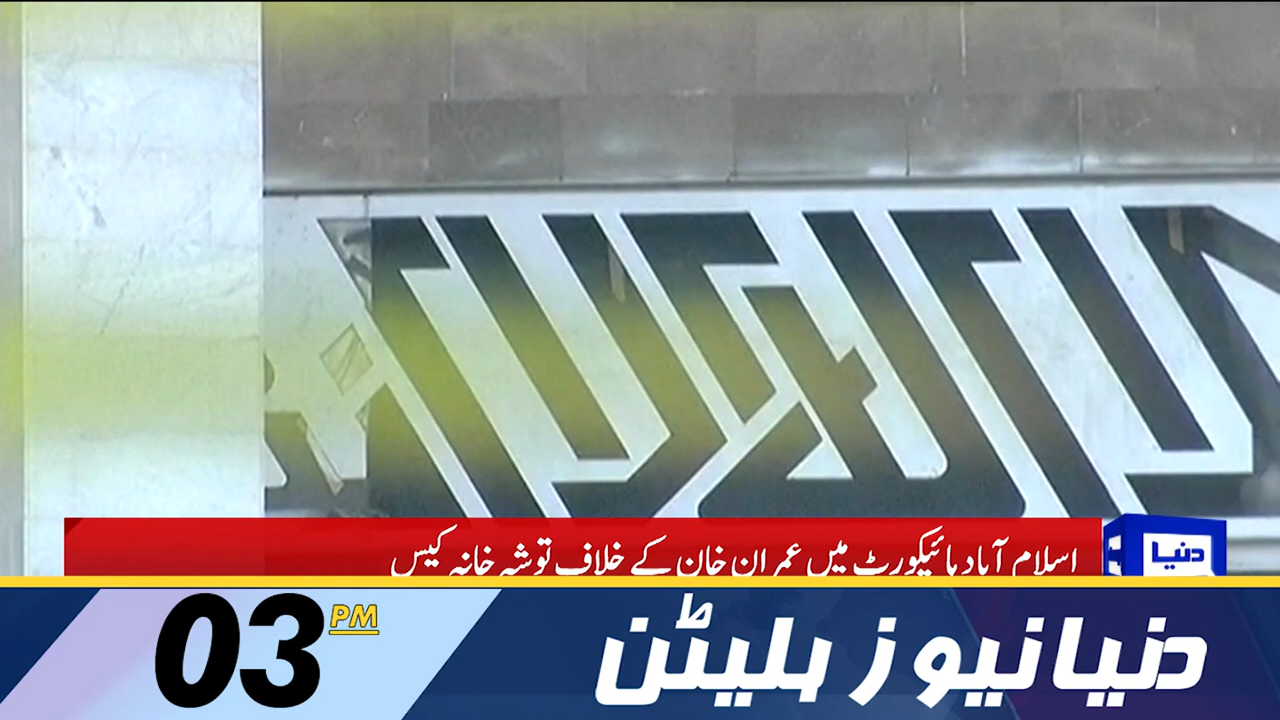 اسلام آباد ہائیکورٹ میں عمران خان کے خلاف توشہ خانہ کیس
دنیا
03 PM
دنیا نیوز بلیٹن